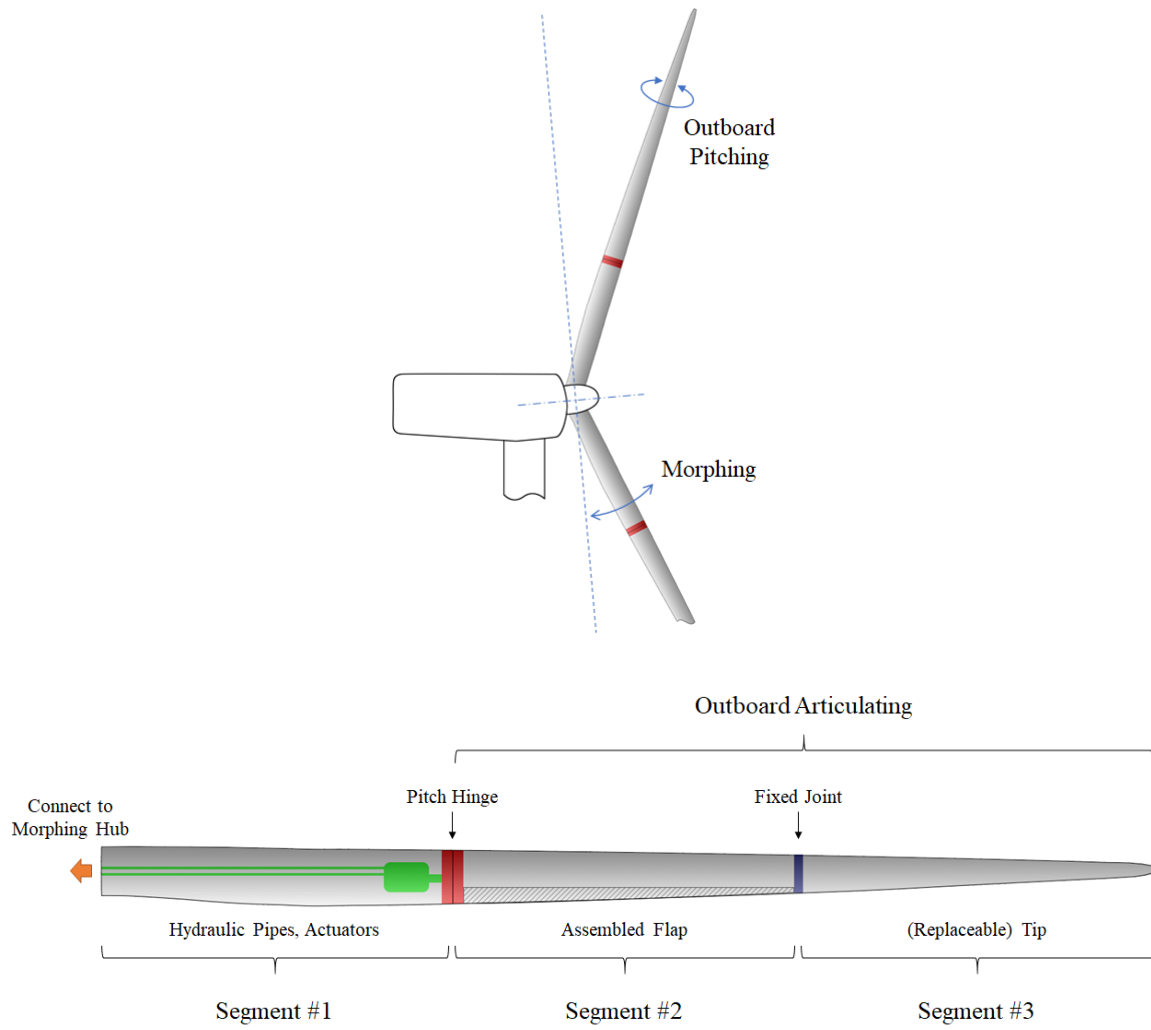 Outboard
Pitching
Morphing
Outboard Articulating
Pitch Hinge
Fixed Joint
Connect to
Morphing Hub
Hydraulic Pipes, Actuators
Assembled Flap
(Replaceable) Tip
Segment #1
Segment #2
Segment #3